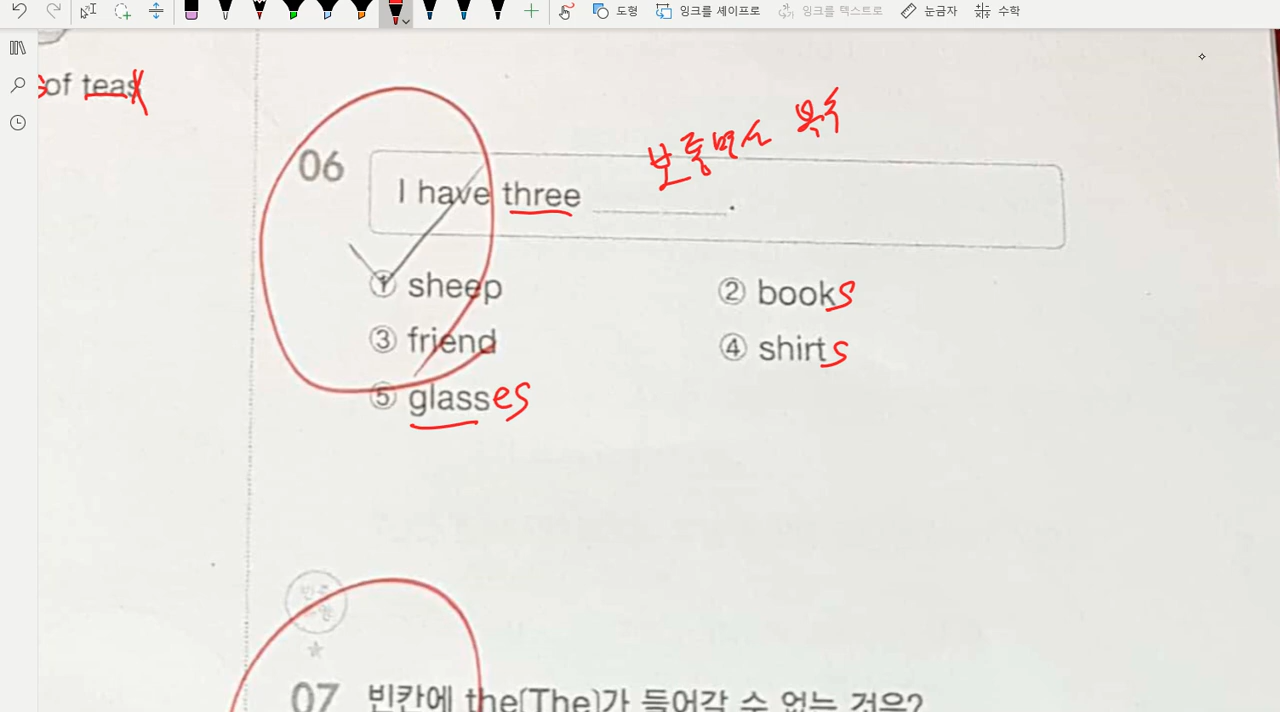 도형 잉크를 셰이프로 잉크를 텍스트로 눈금자 수학
s of teas
보통명사 복수
06
I have three ________.
① sheep ② books
③ friend ④ shirts
⑤ glasses
07 빈칸에 the(The)가 들어갈 수 없는 것은?